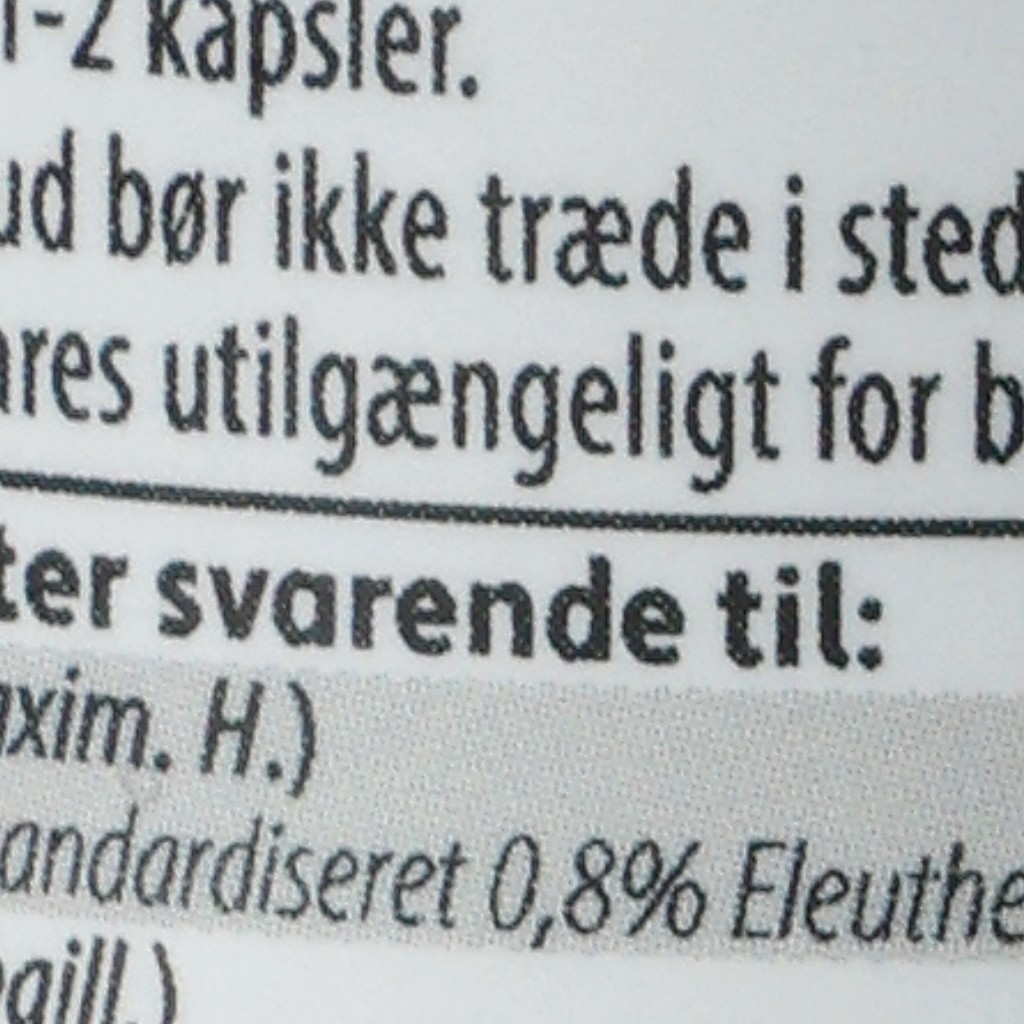 1-2 kapsler.
ud bør ikke træde i sted
ares utilgængeligt for b
ter svarende til:
axim. H.)
andardiseret 0,8% Eleuthe
aill.)